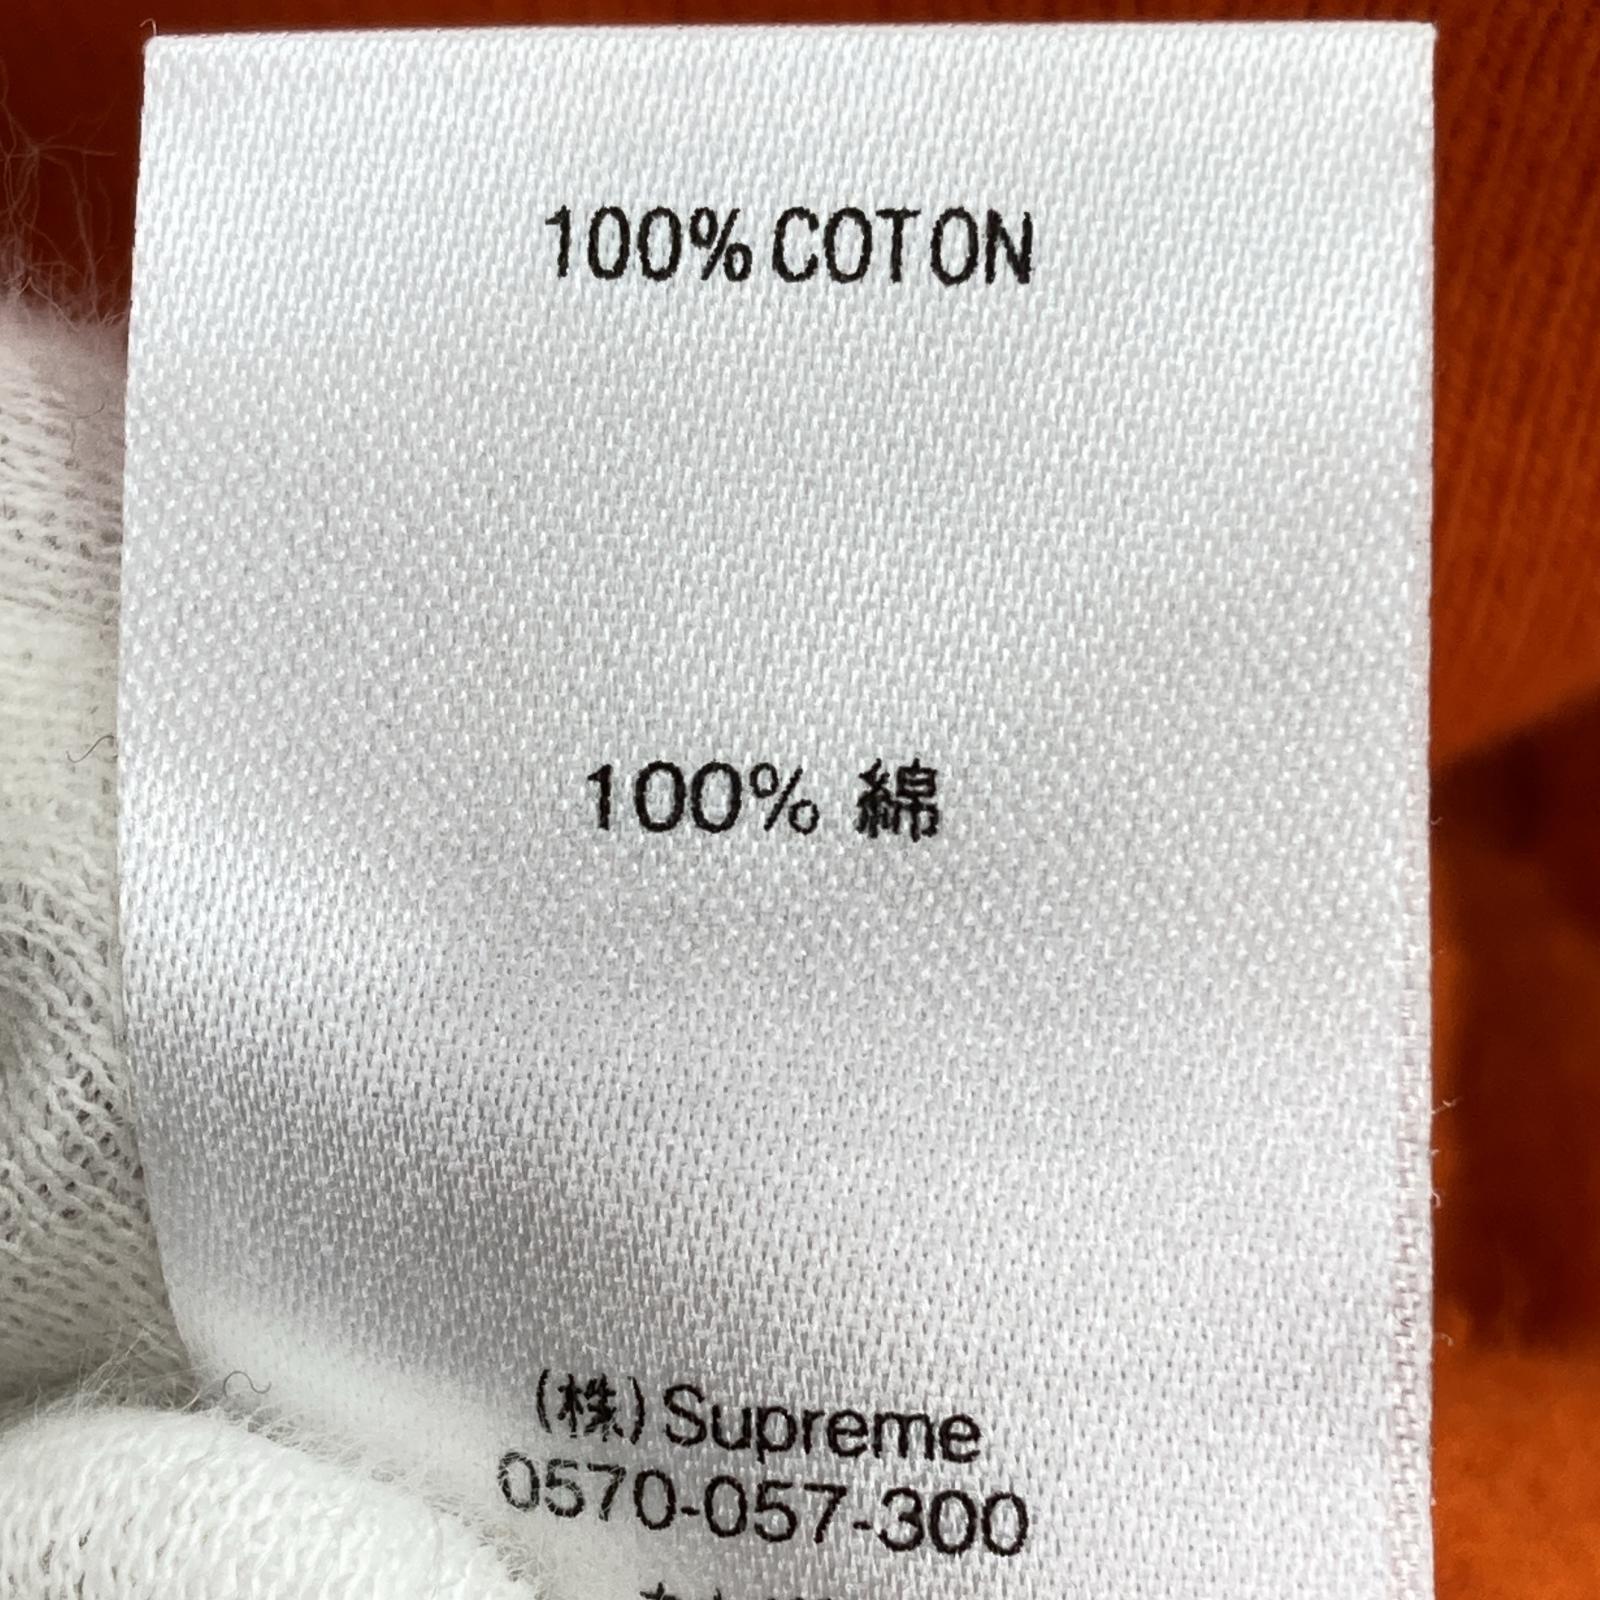 100% COTON
100% 綿
(株) Supreme
0570-057-300